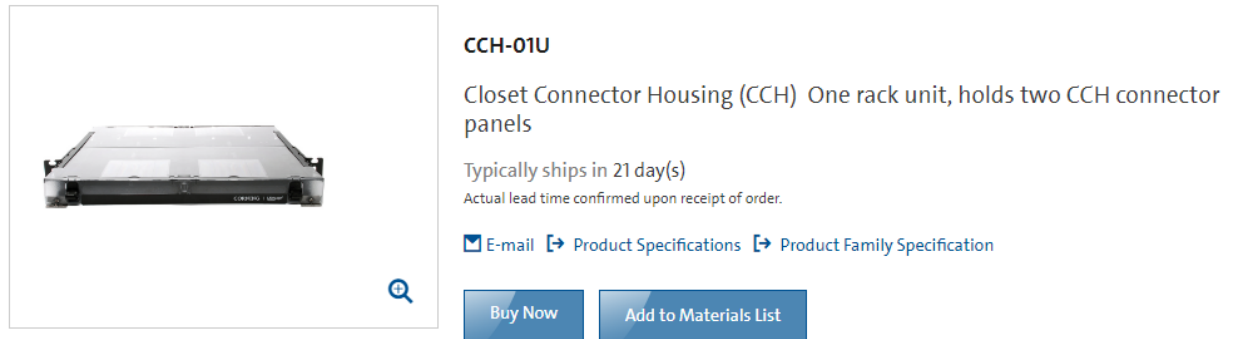 CCH-01U
Closet Connector Housing (CCH) One rack unit, holds two CCH connector
panels
Typically ships in 21 day(s)
Actual lead time confirmed upon receipt of order.
E-mail Product Specifications Product Family Specification
CORNING
Buy Now Add to Materials List